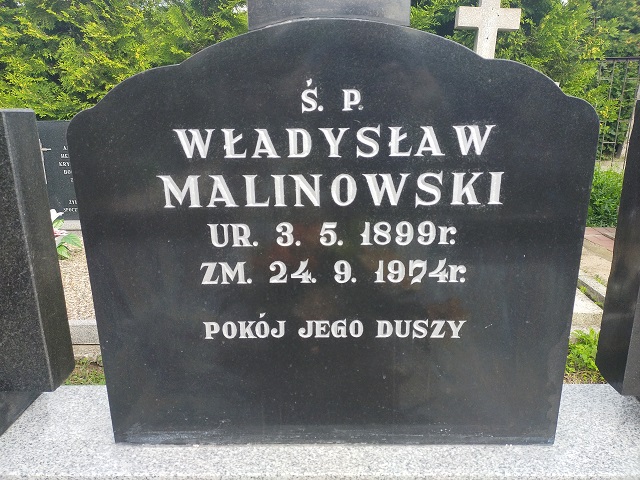 Ś. P.
WŁADYSŁAW
MALINOWSKI
UR. 3. 5. 1899r.
ZM. 24. 9. 1974r.
POKÓJ JEGO DUSZY